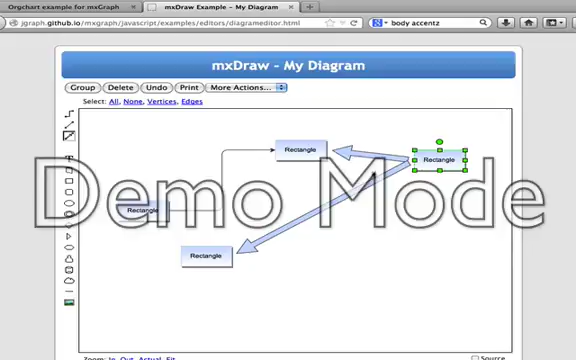 Orgchart example for mxGraph
mxDraw Example - My Diagram
jgraph.github.io/mxgraph/javascript/examples/editors/diagrameditor.html
body accentz
mxDraw - My Diagram
Group Delete Undo Print More Actions...
Select: All, None, Vertices, Edges
Rectangle
Rectangle
Demo Mode
Rectangle
Rectangle
Zoom: In, Out, Actual, Fit
Source